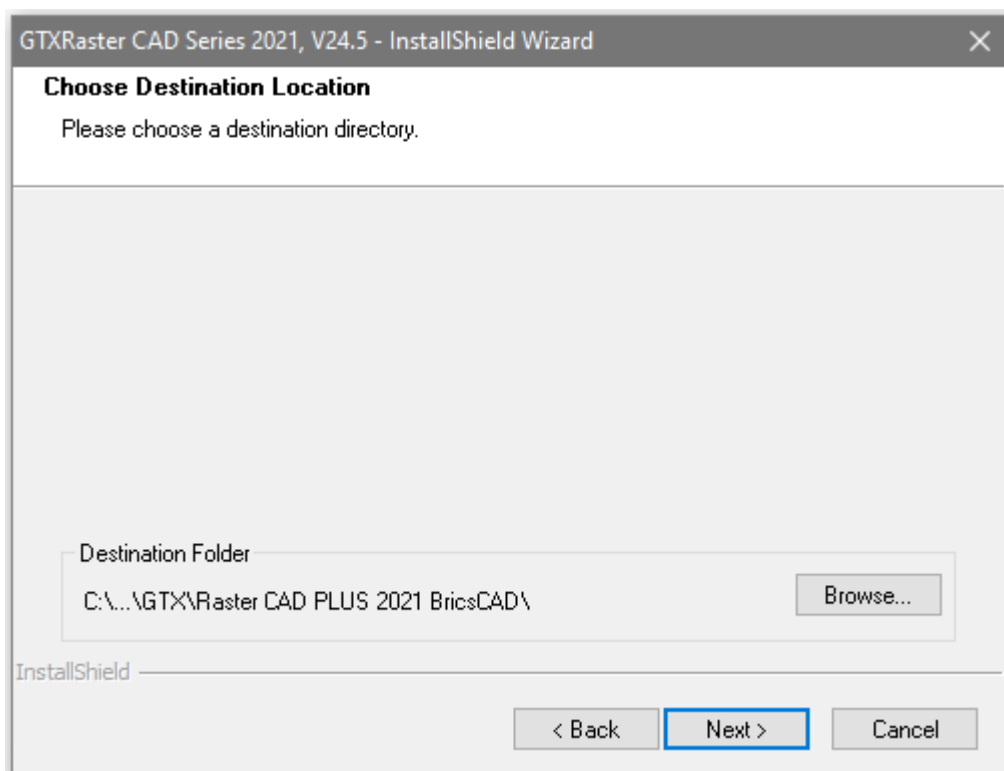 GTXRaster CAD Series 2021, V24.5 - InstallShield Wizard
Choose Destination Location
Please choose a destination directory.
Destination Folder
C:\...\GTX\Raster CAD PLUS 2021 BricsCAD\
Browse...
InstallShield
< Back
Next >
Cancel